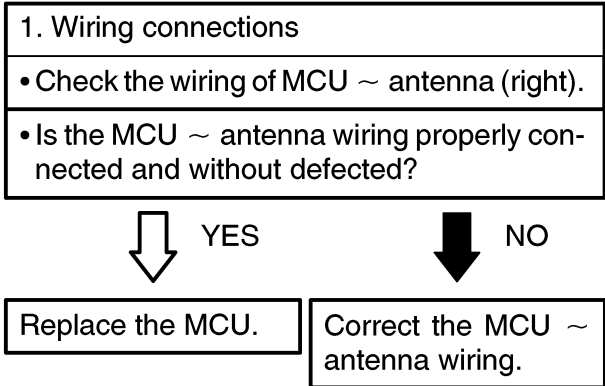 1. Wiring connections
• Check the wiring of MCU ~ antenna (right).
• Is the MCU ~ antenna wiring properly con-
nected and without defected?
YES
NO
Replace the MCU.
Correct the MCU ~
antenna wiring.